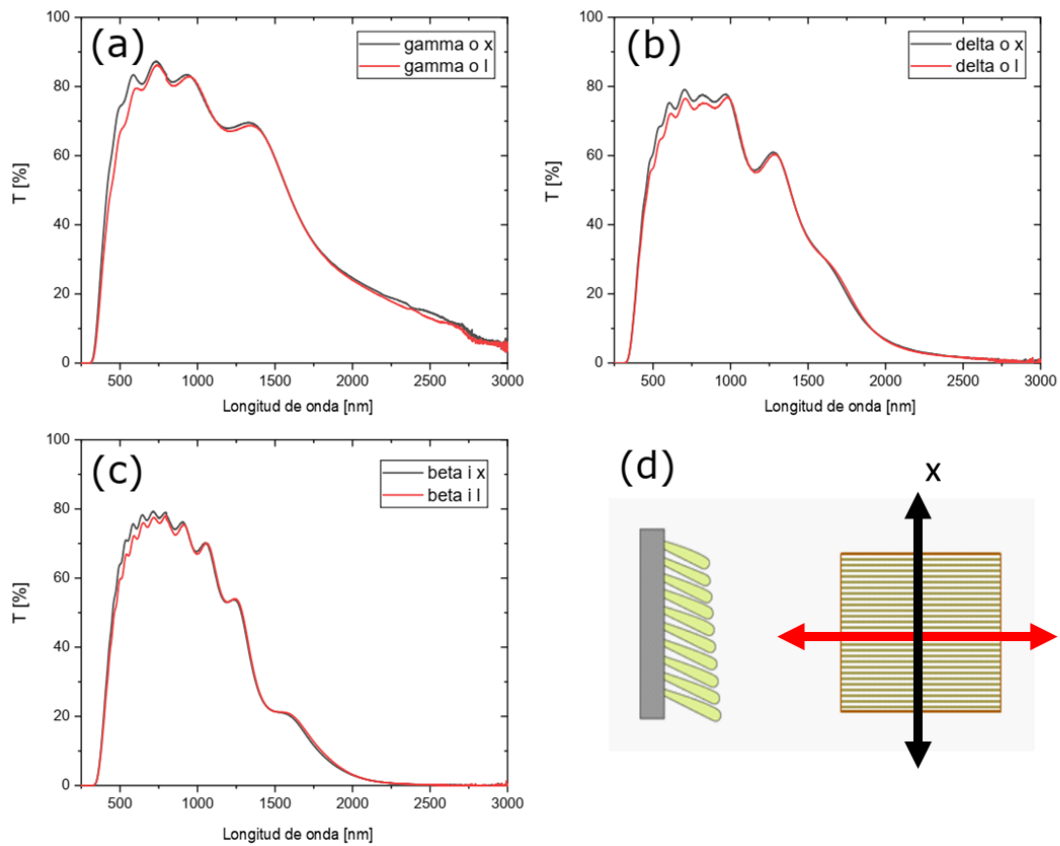 (a)
gamma o x
gamma o l
T [%]
100
80
60
40
20
0
500 1000 1500 2000 2500 3000
Longitud de onda [nm]
(b)
delta o x
delta o l
T [%]
100
80
60
40
20
0
500 1000 1500 2000 2500 3000
Longitud de onda [nm]
(c)
beta i x
beta i l
T [%]
100
80
60
40
20
0
500 1000 1500 2000 2500 3000
Longitud de onda [nm]
(d)
x